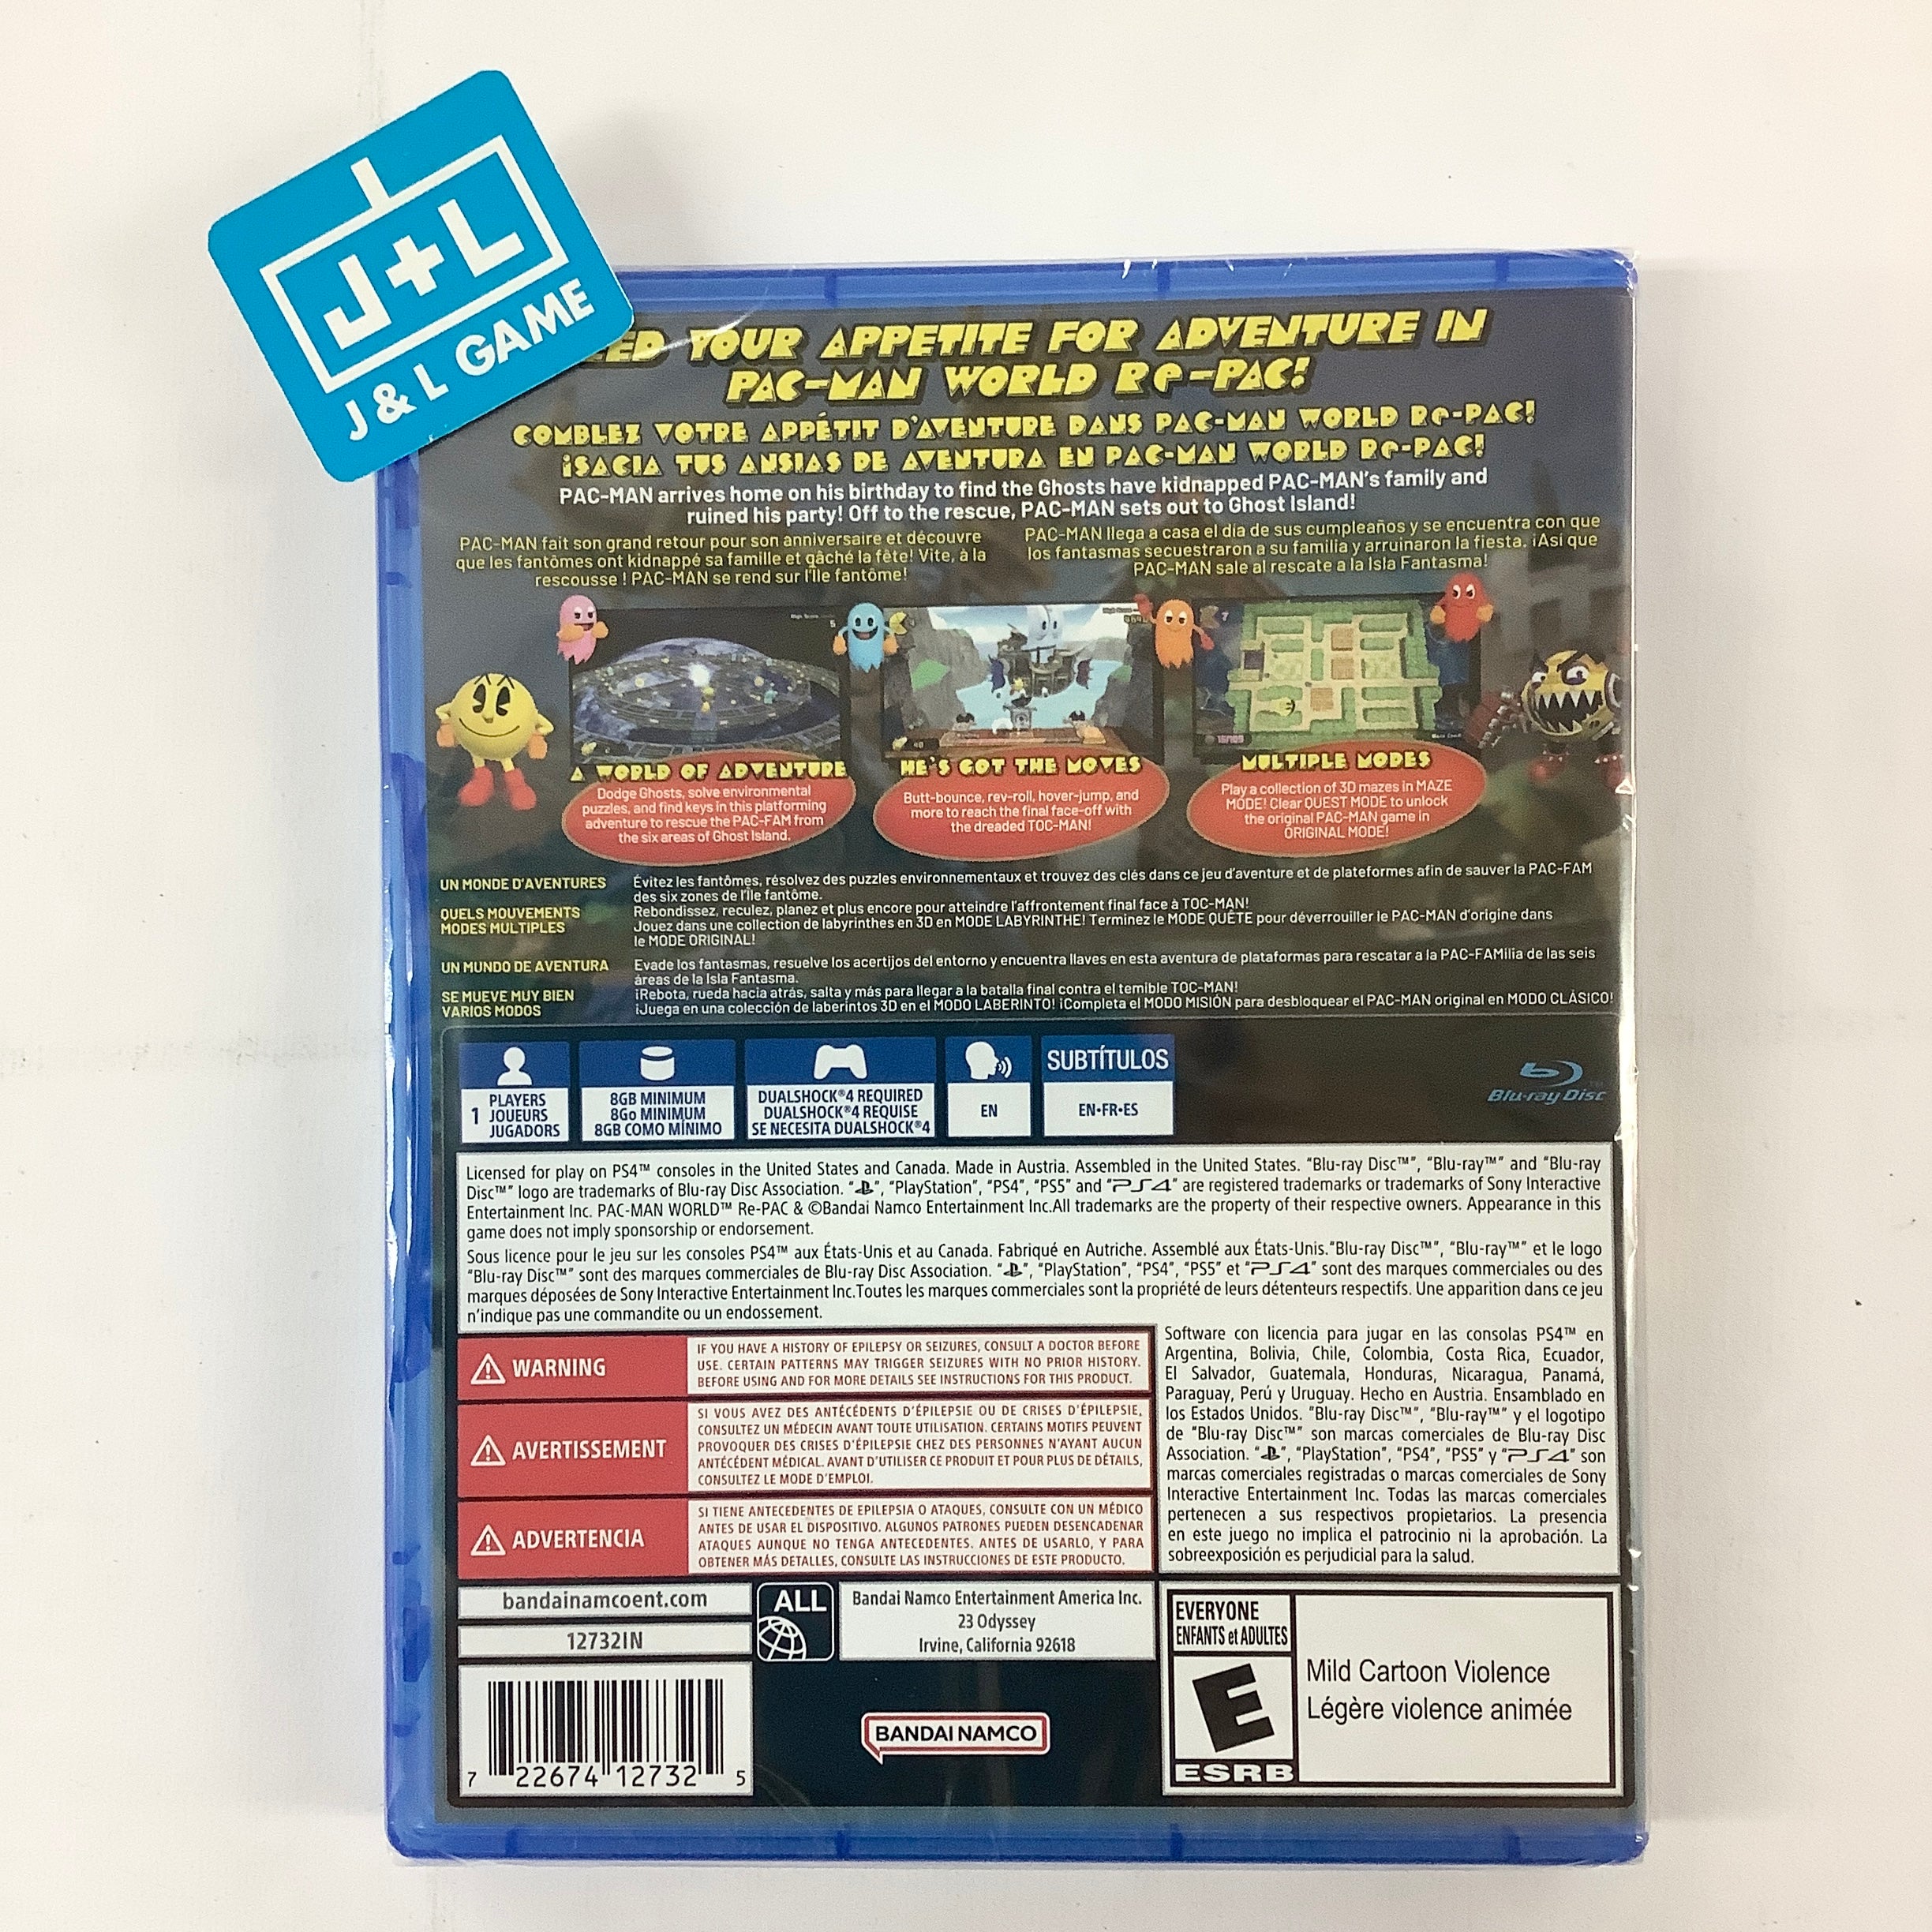 J+L
J & L GAME
YOUR APPETITE FOR ADVENTURE IN
PAC-MAN WORLD Re-PAC!
COMBLEZ VOTRE APPÉTIT D'AVENTURE DANS PAC-MAN WORLD Re-PAC!
¡SACIA TUS ANSIAS DE AVENTURA EN PAC-MAN WORLD Re-PAC!
PAC-MAN arrives home on his birthday to find the Ghosts have kidnapped PAC-MAN's family and
ruined his party! Off to the rescue, PAC-MAN sets out to Ghost Island!
PAC-MAN fait son grand retour pour son anniversaire et découvre
que les fantômes ont kidnappé sa famille et gâché la fête! Vite, à la
rescousse ! PAC-MAN se rend sur l'Île fantôme!
PAC-MAN llega a casa el día de sus cumpleaños y se encuentra con que
los fantasmas secuestraron a su familia y arruinaron la fiesta. ¡Así que
PAC-MAN sale al rescate a la Isla Fantasma!
A WORLD OF ADVENTURE
Dodge Ghosts, solve environmental
puzzles, and find keys in this platforming
adventure to rescue the PAC-FAM from
the six areas of Ghost Island.
HE'S GOT THE MOVES
Butt-bounce, rev-roll, hover-jump, and
more to reach the final face-off with
the dreaded TOC-MAN!
MULTIPLE MODES
Play a collection of 3D mazes in MAZE
MODE! Clear QUEST MODE to unlock
the original PAC-MAN game in
ORIGINAL MODE!
UN MONDE D'AVENTURES
Évitez les fantômes, résolvez des puzzles environnementaux et trouvez des clés dans ce jeu d'aventure et de plateformes afin de sauver la PAC-FAM
des six zones de l'Île fantôme.
QUELS MOUVEMENTS
Rebondissez, reculez, planez et plus encore pour atteindre l'affrontement final face à TOC-MAN!
MODES MULTIPLES
Jouez dans une collection de labyrinthes en 3D en MODE LABYRINTHE! Terminez le MODE QUÊTE pour déverrouiller le PAC-MAN d'origine dans
le MODE ORIGINAL!
UN MUNDO DE AVENTURA
Evade los fantasmas, resuelve los acertijos del entorno y encuentra llaves en esta aventura de plataformas para rescatar a la PAC-FAMilia de las seis
áreas de la Isla Fantasma.
SE MUEVE MUY BIEN
¡Rebota, rueda hacia atrás, salta y más para llegar a la batalla final contra el temible TOC-MAN!
VARIOS MODOS
¡Juega en una colección de laberintos 3D en el MODO LABERINTO! ¡Completa el MODO MISIÓN para desbloquear el PAC-MAN original en MODO CLÁSICO!
1 PLAYERS
JOUEURS
JUGADORS
8GB MINIMUM
8Go MINIMUM
8GB COMO MÍNIMO
DUALSHOCK®4 REQUIRED
DUALSHOCK®4 REQUISE
SE NECESITA DUALSHOCK®4
EN
SUBTÍTULOS
EN•FR•ES
Blu-ray Disc
Licensed for play on PS4™ consoles in the United States and Canada. Made in Austria. Assembled in the United States. "Blu-ray Disc™", "Blu-ray™" and "Blu-ray
Disc™" logo are trademarks of Blu-ray Disc Association. "", "PlayStation", "PS4", "PS5" and "PS4" are registered trademarks or trademarks of Sony Interactive
Entertainment Inc. PAC-MAN WORLD™ Re-PAC & ©Bandai Namco Entertainment Inc.All trademarks are the property of their respective owners. Appearance in this
game does not imply sponsorship or endorsement.
Sous licence pour le jeu sur les consoles PS4™ aux États-Unis et au Canada. Fabriqué en Autriche. Assemblé aux États-Unis."Blu-ray Disc™", "Blu-ray™" et le logo
"Blu-ray Disc™" sont des marques commerciales de Blu-ray Disc Association. "", "PlayStation", "PS4", "PS5" et "PS4" sont des marques commerciales ou des
marques déposées de Sony Interactive Entertainment Inc.Toutes les marques commerciales sont la propriété de leurs détenteurs respectifs. Une apparition dans ce jeu
n'indique pas une commandite ou un endossement.
WARNING
IF YOU HAVE A HISTORY OF EPILEPSY OR SEIZURES, CONSULT A DOCTOR BEFORE
USE. CERTAIN PATTERNS MAY TRIGGER SEIZURES WITH NO PRIOR HISTORY.
BEFORE USING AND FOR MORE DETAILS SEE INSTRUCTIONS FOR THIS PRODUCT.
AVERTISSEMENT
SI VOUS AVEZ DES ANTÉCÉDENTS D'ÉPILEPSIE OU DE CRISES D'ÉPILEPSIE,
CONSULTEZ UN MÉDECIN AVANT TOUTE UTILISATION. CERTAINS MOTIFS PEUVENT
PROVOQUER DES CRISES D'ÉPILEPSIE CHEZ DES PERSONNES N'AYANT AUCUN
ANTÉCÉDENT MÉDICAL. AVANT D'UTILISER CE PRODUIT ET POUR PLUS DE DÉTAILS,
CONSULTEZ LE MODE D'EMPLOI.
ADVERTENCIA
SI TIENE ANTECEDENTES DE EPILEPSIA O ATAQUES, CONSULTE CON UN MÉDICO
ANTES DE USAR EL DISPOSITIVO. ALGUNOS PATRONES PUEDEN DESENCADENAR
ATAQUES AUNQUE NO TENGA ANTECEDENTES. ANTES DE USARLO, Y PARA
OBTENER MÁS DETALLES, CONSULTE LAS INSTRUCCIONES DE ESTE PRODUCTO.
Software con licencia para jugar en las consolas PS4™ en
Argentina, Bolivia, Chile, Colombia, Costa Rica, Ecuador,
El Salvador, Guatemala, Honduras, Nicaragua, Panamá,
Paraguay, Perú y Uruguay. Hecho en Austria. Ensamblado en
los Estados Unidos. "Blu-ray Disc™", "Blu-ray™" y el logotipo
de "Blu-ray Disc™" son marcas comerciales de Blu-ray Disc
Association. "", "PlayStation", "PS4", "PS5" y "PS4" son
marcas comerciales registradas o marcas comerciales de Sony
Interactive Entertainment Inc. Todas las marcas comerciales
pertenecen a sus respectivos propietarios. La presencia
en este juego no implica el patrocinio ni la aprobación. La
sobreexposición es perjudicial para la salud.
bandainamcoent.com
12732IN
ALL
Bandai Namco Entertainment America Inc.
23 Odyssey
Irvine, California 92618
7 22674 12732 5
BANDAI NAMCO
EVERYONE
ENFANTS et ADULTES
E
ESRB
Mild Cartoon Violence
Légère violence animée